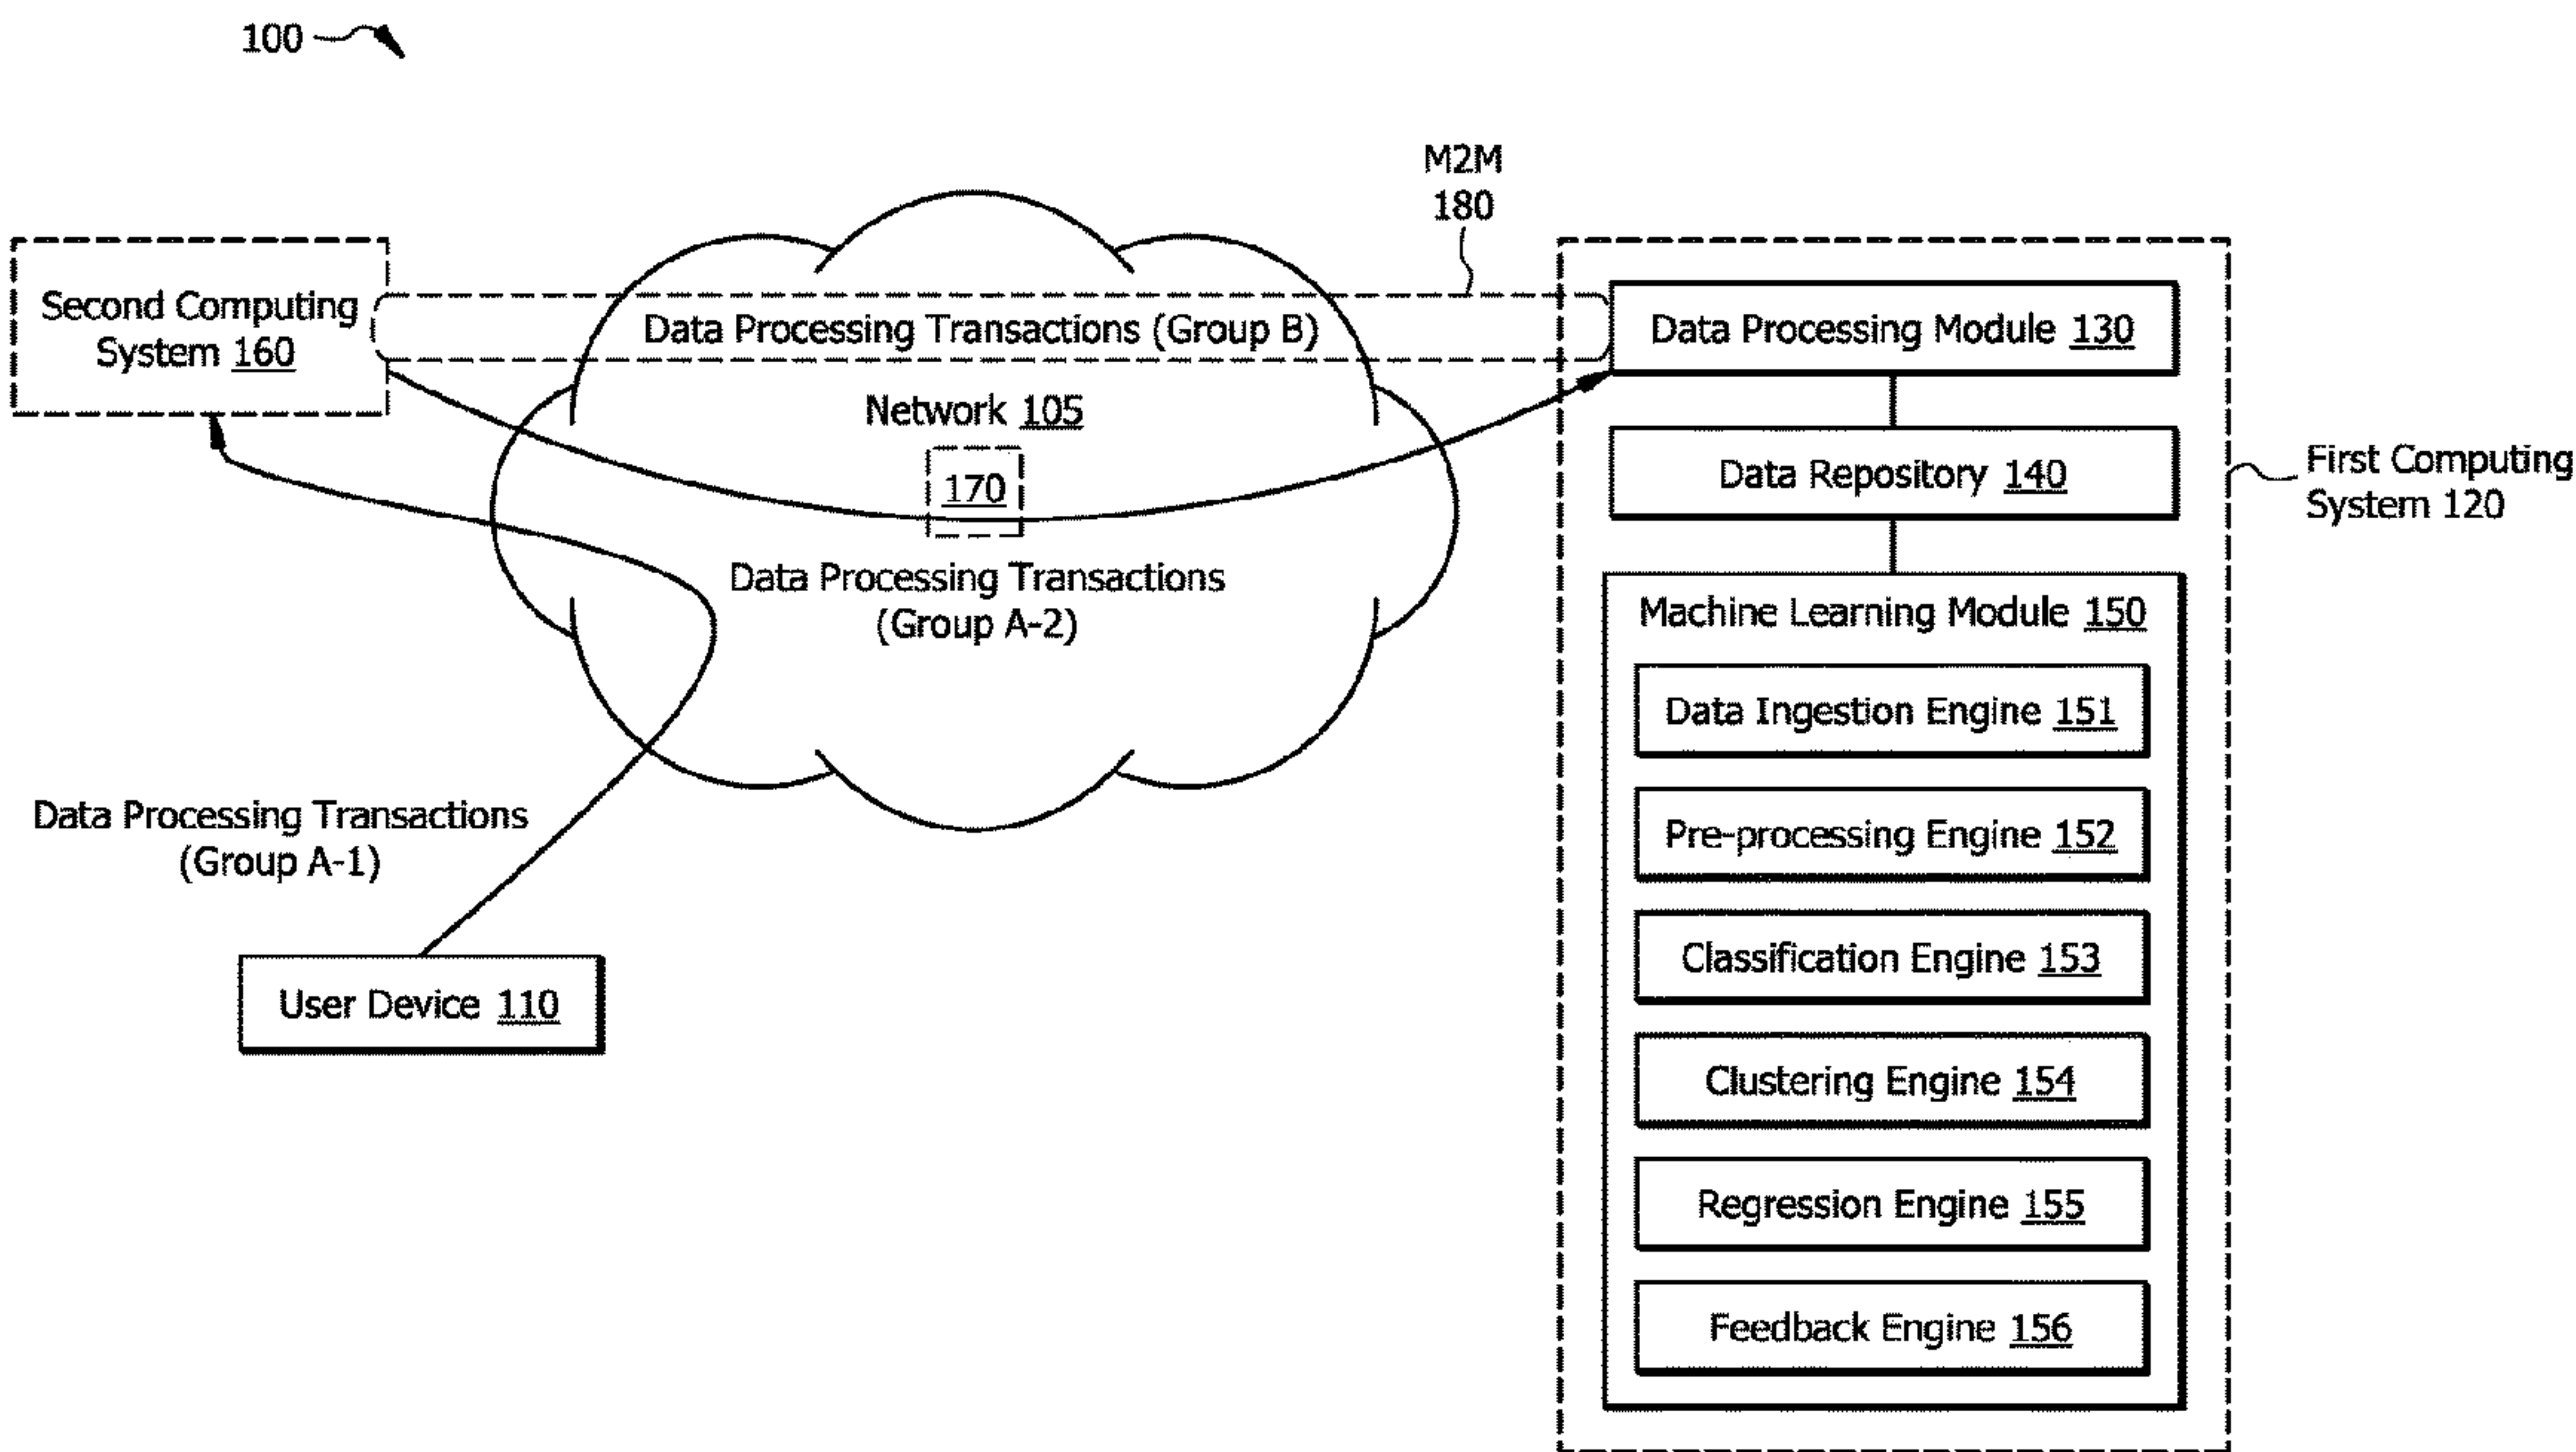 100
M2M
180
Second Computing
System 160
Data Processing Transactions (Group B)
Network 105
170
Data Processing Transactions
(Group A-2)
Data Processing Transactions
(Group A-1)
User Device 110
Data Processing Module 130
Data Repository 140
First Computing
System 120
Machine Learning Module 150
Data Ingestion Engine 151
Pre-processing Engine 152
Classification Engine 153
Clustering Engine 154
Regression Engine 155
Feedback Engine 156